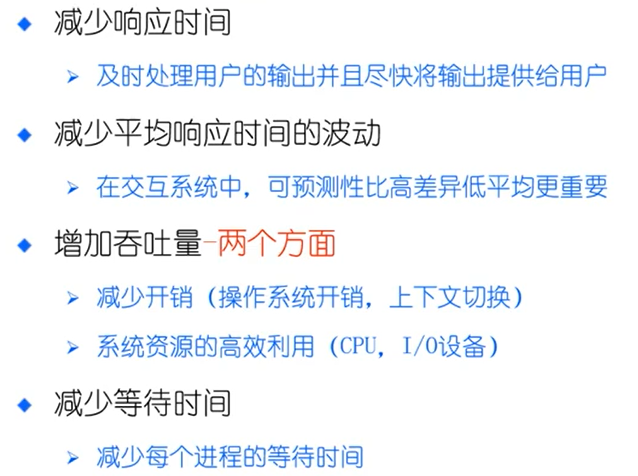 减少响应时间
及时处理用户的输出并且尽快将输出提供给用户
减少平均响应时间的波动
在交互系统中，可预测性比高差异低平均更重要
增加吞吐量-两个方面
减少开销（操作系统开销，上下文切换）
系统资源的高效利用（CPU，I/O设备）
减少等待时间
减少每个进程的等待时间